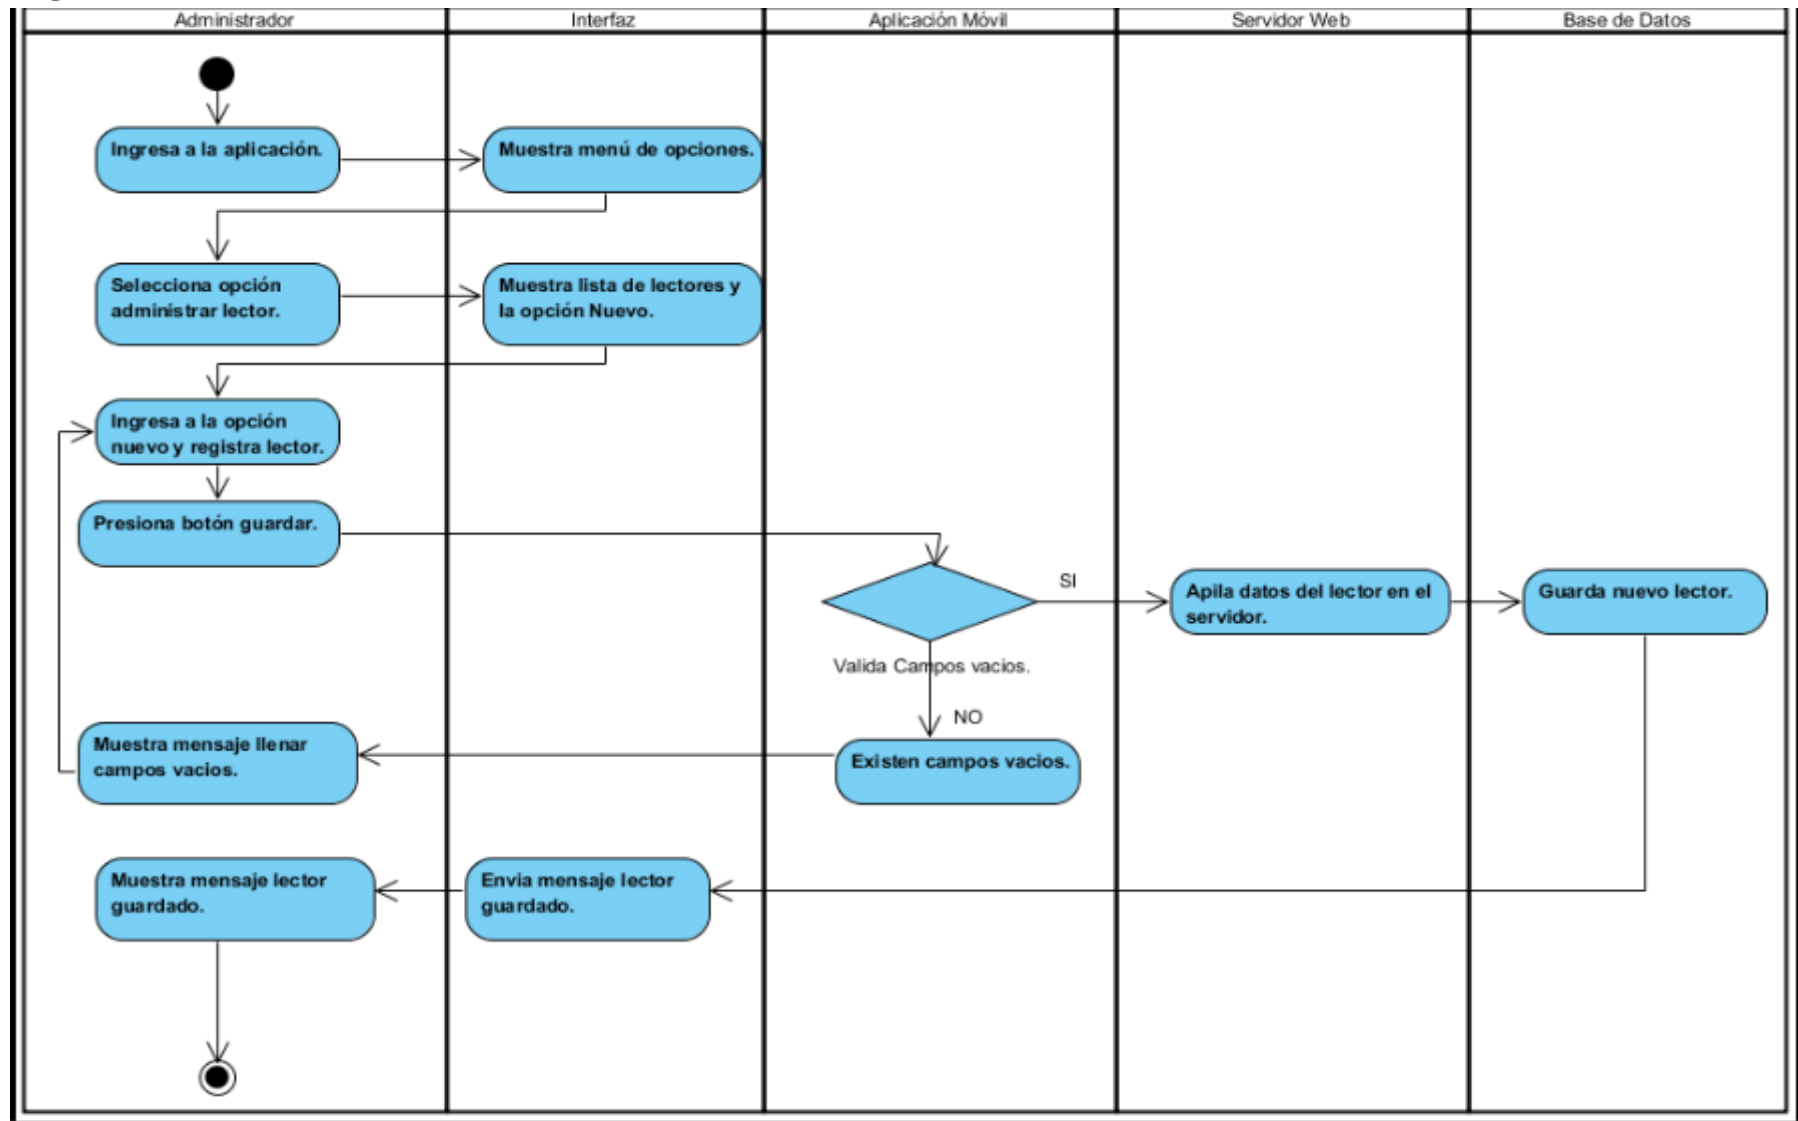 Administrador
Interfaz
Aplicación Móvil
Servidor Web
Base de Datos
Ingresa a la aplicación.
Muestra menú de opciones.
Selecciona opción
administrar lector.
Muestra lista de lectores y
la opción Nuevo.
Ingresa a la opción
nuevo y registra lector.
Presiona botón guardar.
SI
Apila datos del lector en el
servidor.
Guarda nuevo lector.
Valida Campos vacios.
NO
Muestra mensaje llenar
campos vacios.
Existen campos vacios.
Muestra mensaje lector
guardado.
Envia mensaje lector
guardado.